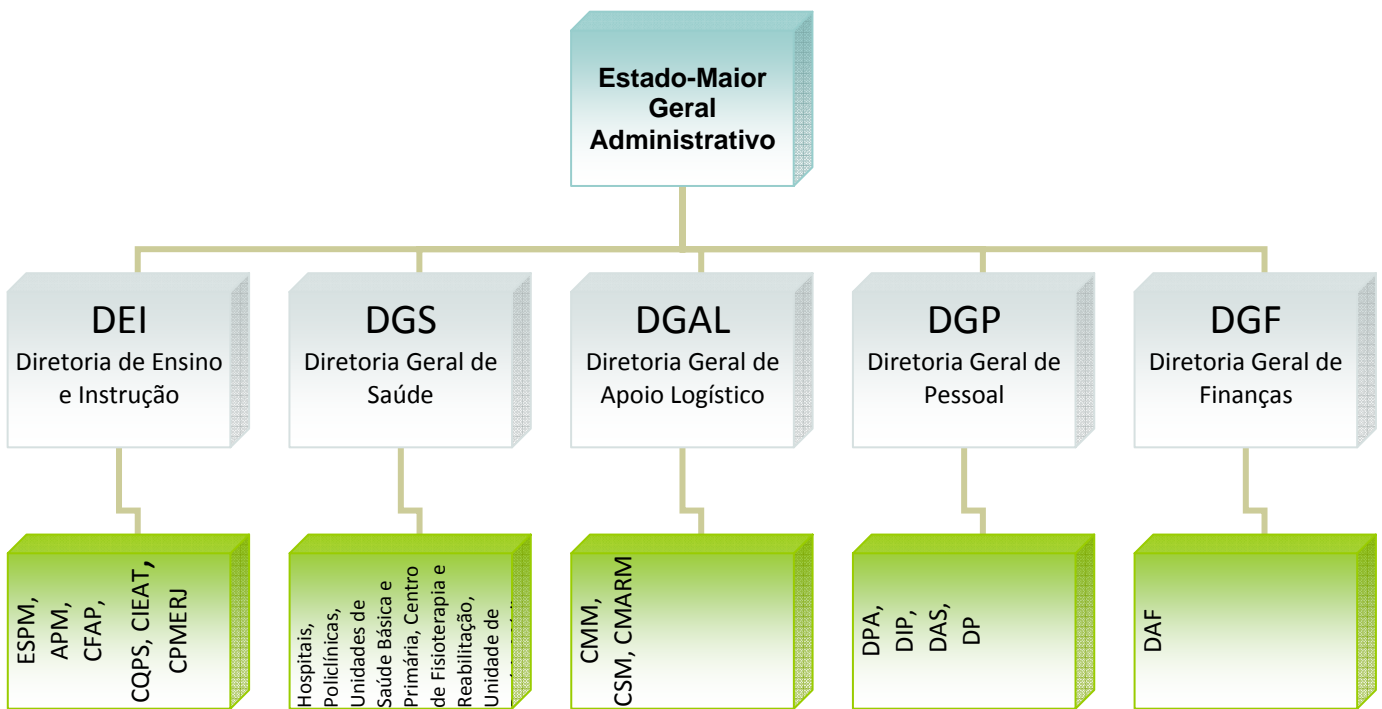 Estado-Maior
Geral
Administrativo
DEI
Diretoria de Ensino
e Instrução
DGS
Diretoria Geral de
Saúde
DGAL
Diretoria Geral de
Apoio Logístico
DGP
Diretoria Geral de
Pessoal
DGF
Diretoria Geral de
Finanças
ESPM,
APM,
CFAP,
CQPS, CIEAT,
CPMERJ
Hospitais,
Policlínicas,
Unidades de
Saúde Básica e
Primária, Centro
de Fisioterapia e
Reabilitação,
Unidade de
CMM,
CSM, CMARM
DPA,
DIP,
DAS,
DP
DAF